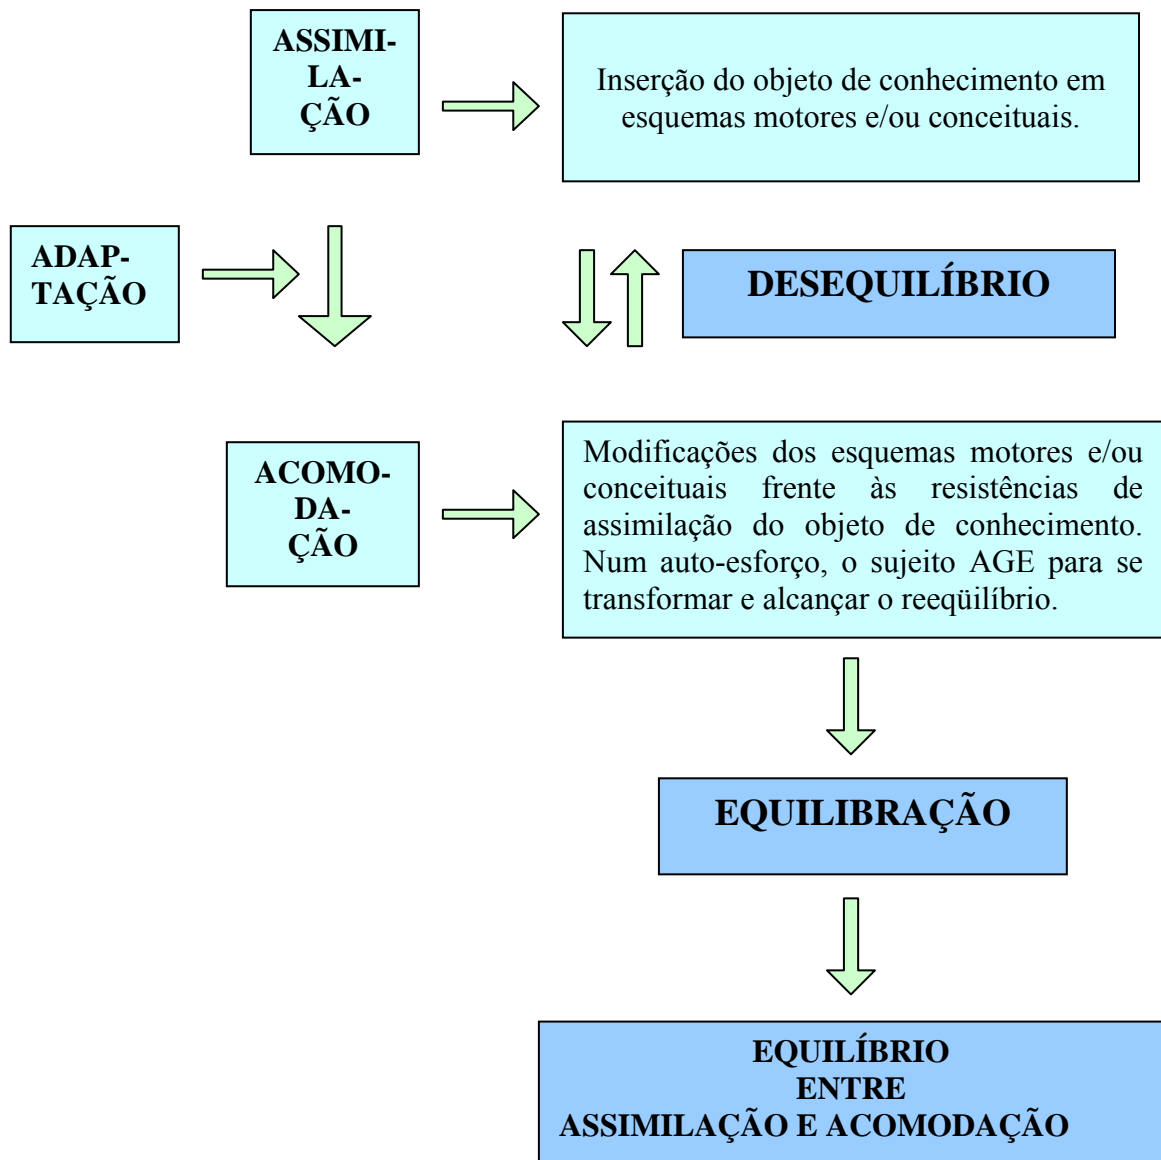 ASSIMI-
LA-
ÇÃO
Inserção do objeto de conhecimento em
esquemas motores e/ou conceituais.
ADAP-
TAÇÃO
DESEQUILÍBRIO
ACOMO-
DA-
ÇÃO
Modificações dos esquemas motores e/ou
conceituais frente às resistências de
assimilação do objeto de conhecimento.
Num auto-esforço, o sujeito AGE para se
transformar e alcançar o reeqüilíbrio.
EQUILIBRAÇÃO
EQUILÍBRIO
ENTRE
ASSIMILAÇÃO E ACOMODAÇÃO